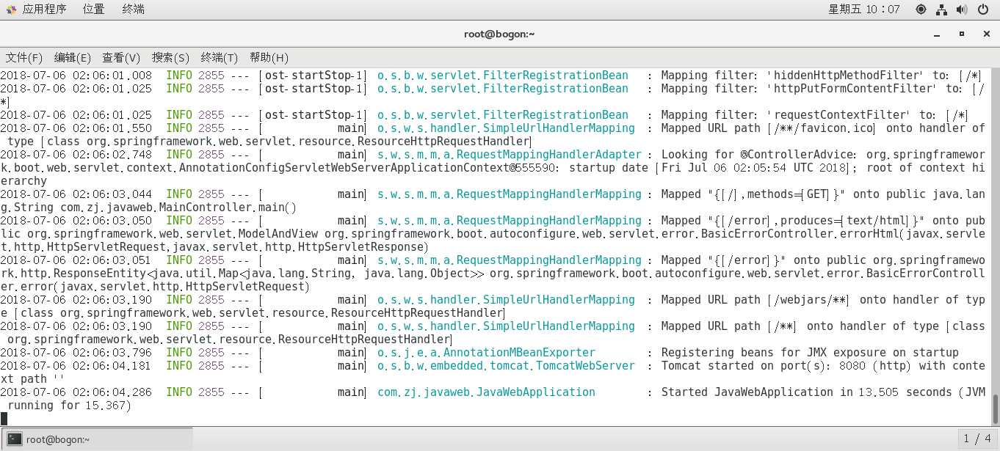 应用程序 位置 终端 星期五 10：07
root@bogon:~
文件(F) 编辑(E) 查看(V) 搜索(S) 终端(T) 帮助(H)
2018-07-06 02:06:01.008  INFO 2855 --- [ost-startStop-1] o.s.b.w.servlet.FilterRegistrationBean   : Mapping filter: 'hiddenHttpMethodFilter' to: [/*]
2018-07-06 02:06:01.025  INFO 2855 --- [ost-startStop-1] o.s.b.w.servlet.FilterRegistrationBean   : Mapping filter: 'httpPutFormContentFilter' to: [/
*]
2018-07-06 02:06:01.025  INFO 2855 --- [ost-startStop-1] o.s.b.w.servlet.FilterRegistrationBean   : Mapping filter: 'requestContextFilter' to: [/*]
2018-07-06 02:06:01.550  INFO 2855 --- [           main] o.s.w.s.handler.SimpleUrlHandlerMapping  : Mapped URL path [/**/favicon.ico] onto handler of
 type [class org.springframework.web.servlet.resource.ResourceHttpRequestHandler]
2018-07-06 02:06:02.748  INFO 2855 --- [           main] s.w.s.m.m.a.RequestMappingHandlerAdapter : Looking for @ControllerAdvice: org.springframewor
k.boot.web.servlet.context.AnnotationConfigServletWebServerApplicationContext@555590: startup date [Fri Jul 06 02:05:54 UTC 2018]; root of context hi
erarchy
2018-07-06 02:06:03.044  INFO 2855 --- [           main] s.w.s.m.m.a.RequestMappingHandlerMapping : Mapped "{[/],methods=[GET]}" onto public java.lan
g.String com.zj.javaweb.MainController.main()
2018-07-06 02:06:03.050  INFO 2855 --- [           main] s.w.s.m.m.a.RequestMappingHandlerMapping : Mapped "{[/error],produces=[text/html]}" onto pub
lic org.springframework.web.servlet.ModelAndView org.springframework.boot.autoconfigure.web.servlet.error.BasicErrorController.errorHtml(javax.servle
t.http.HttpServletRequest,javax.servlet.http.HttpServletResponse)
2018-07-06 02:06:03.051  INFO 2855 --- [           main] s.w.s.m.m.a.RequestMappingHandlerMapping : Mapped "{[/error]}" onto public org.springframewo
rk.http.ResponseEntity<java.util.Map<java.lang.String, java.lang.Object>> org.springframework.boot.autoconfigure.web.servlet.error.BasicErrorControll
er.error(javax.servlet.http.HttpServletRequest)
2018-07-06 02:06:03.190  INFO 2855 --- [           main] o.s.w.s.handler.SimpleUrlHandlerMapping  : Mapped URL path [/webjars/**] onto handler of typ
e [class org.springframework.web.servlet.resource.ResourceHttpRequestHandler]
2018-07-06 02:06:03.190  INFO 2855 --- [           main] o.s.w.s.handler.SimpleUrlHandlerMapping  : Mapped URL path [/**] onto handler of type [class
 org.springframework.web.servlet.resource.ResourceHttpRequestHandler]
2018-07-06 02:06:03.796  INFO 2855 --- [           main] o.s.j.e.a.AnnotationMBeanExporter        : Registering beans for JMX exposure on startup
2018-07-06 02:06:04.181  INFO 2855 --- [           main] o.s.b.w.embedded.tomcat.TomcatWebServer  : Tomcat started on port(s): 8080 (http) with conte
xt path ''
2018-07-06 02:06:04.286  INFO 2855 --- [           main] com.zj.javaweb.JavaWebApplication        : Started JavaWebApplication in 13.505 seconds (JVM
 running for 15.367)
root@bogon:~ 1 / 4